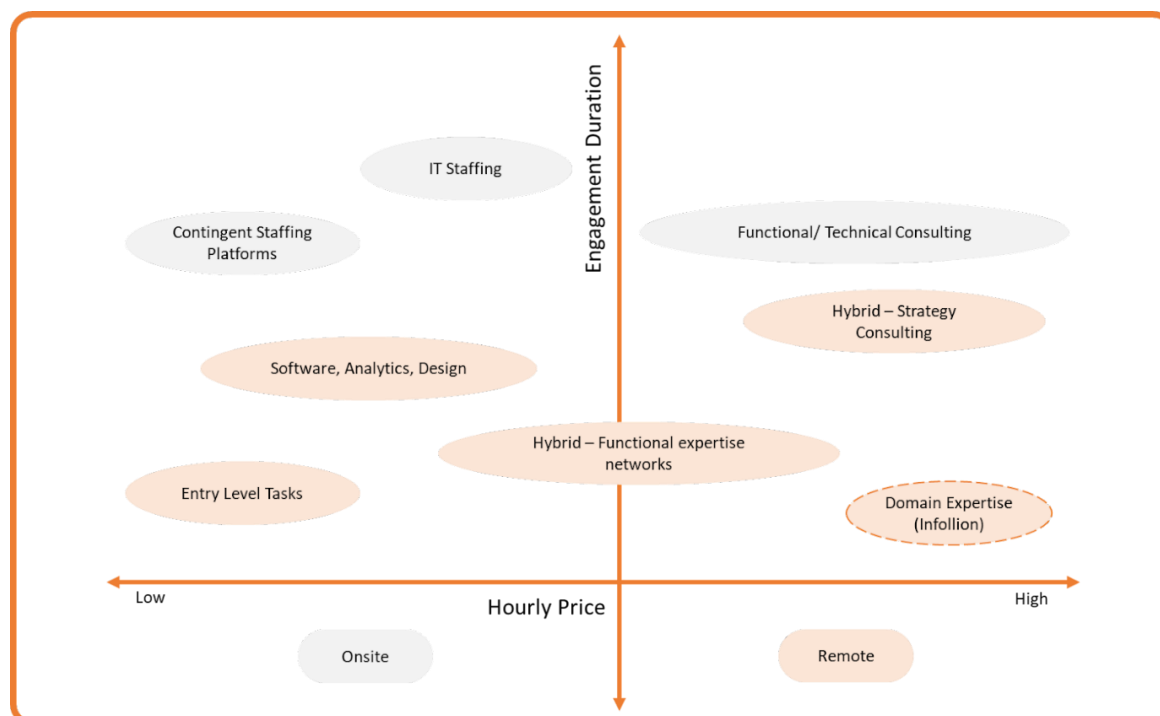 Engagement Duration
IT Staffing
Contingent Staffing
Platforms
Functional/ Technical Consulting
Hybrid – Strategy
Consulting
Software, Analytics, Design
Hybrid – Functional expertise
networks
Entry Level Tasks
Domain Expertise
(Infollion)
Low
Hourly Price
High
Onsite
Remote